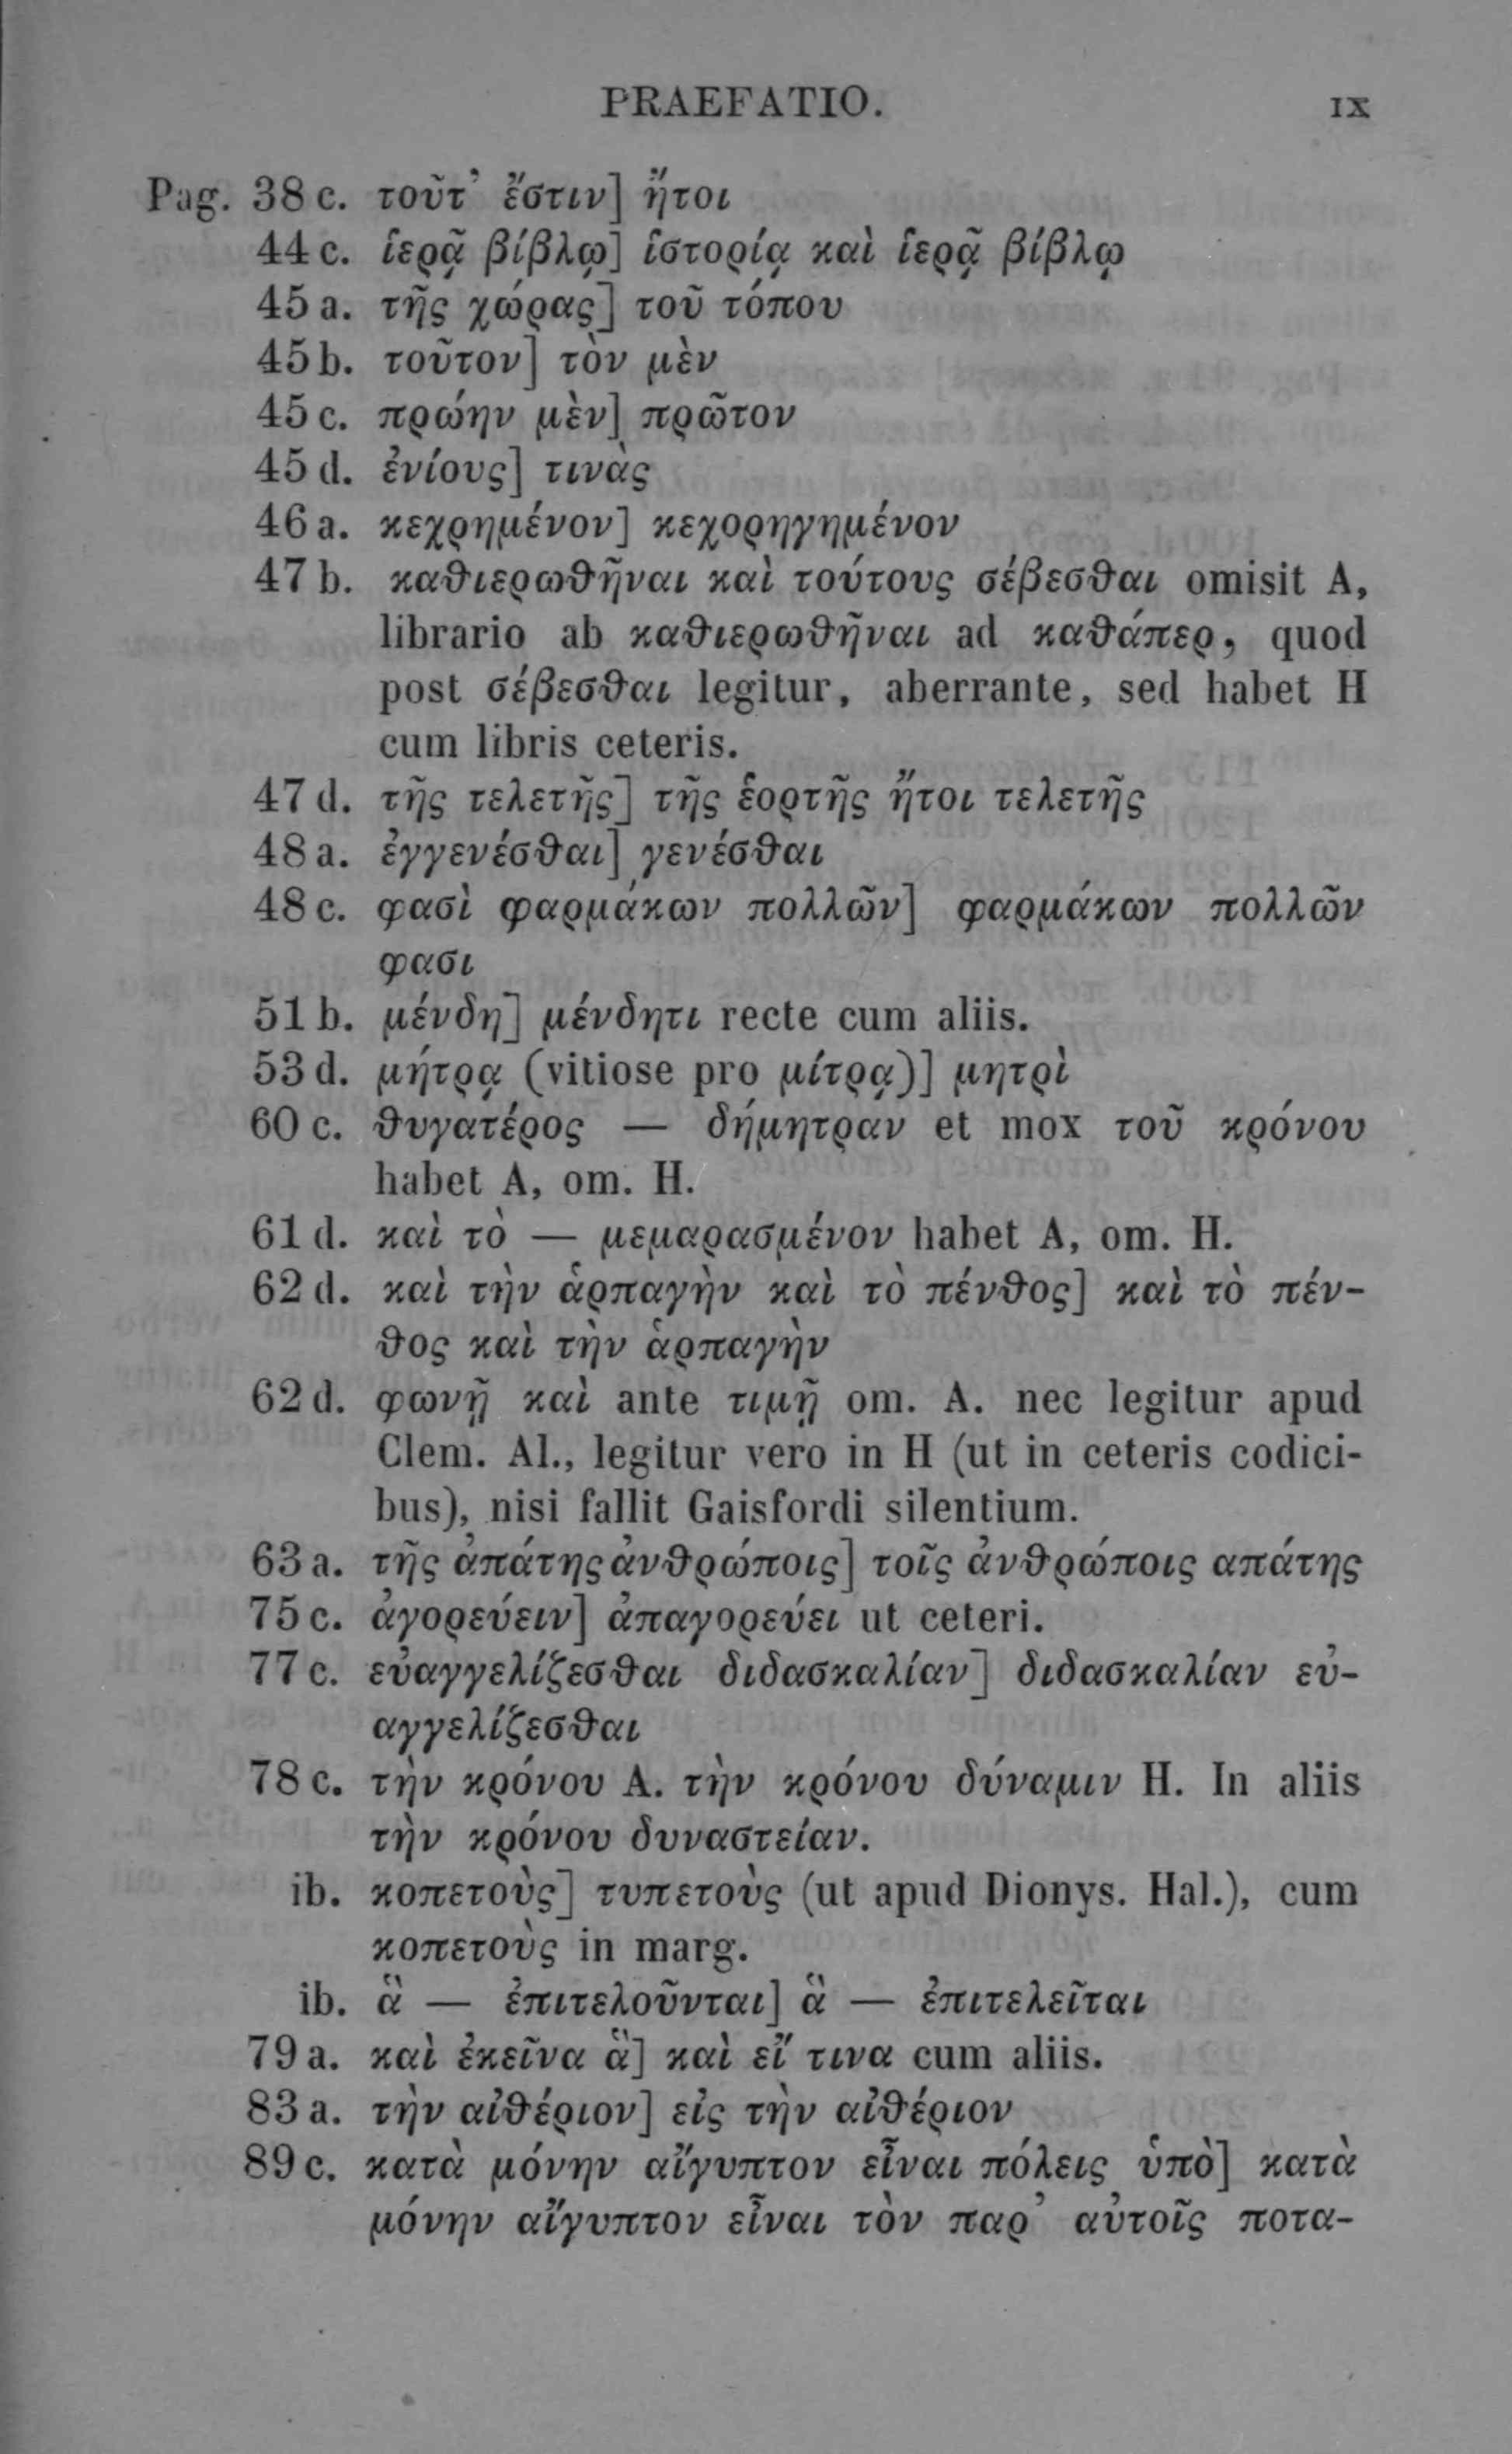 PRAEFATIO. IX
Pag. 38 c. τοῦτ᾽ ἔστιν] ἤτοι
44 c. ἱερᾷ βίβλῳ] ἱστορίᾳ καὶ ἱερᾷ βίβλῳ
45 a. τῆς χώρας] τοῦ τόπου
45 b. τοῦτον] τὸν μὲν
45 c. πρώην μὲν] πρῶτον
45 d. ἐνίους] τινὰς
46 a. κεχρημένον] κεχορηγημένον
47 b. καθιερωθῆναι καὶ τούτους σέβεσθαι omisit A,
librario ab καθιερωθῆναι ad καθάπερ, quod
post σέβεσθαι legitur, aberrante, sed habet H
cum libris ceteris.
47 d. τῆς τελετῆς] τῆς ἑορτῆς ἤτοι τελετῆς
48 a. ἐγγενέσθαι] γενέσθαι
48 c. φασὶ φαρμάκων πολλῶν] φαρμάκων πολλῶν
φασι
51 b. μένδη] μένδητι recte cum aliis.
53 d. μήτρᾳ (vitiose pro μίτρᾳ)] μητρὶ
60 c. θυγατέρος — δήμητραν et mox τοῦ κρόνου
habet A, om. H.
61 d. καὶ τὸ — μεμαρασμένον habet A, om. H.
62 d. καὶ τὴν ἁρπαγὴν καὶ τὸ πένθος] καὶ τὸ πέν-
θος καὶ τὴν ἁρπαγὴν
62 d. φωνῇ καὶ ante τιμῇ om. A. nec legitur apud
Clem. Al., legitur vero in H (ut in ceteris codici-
bus), nisi fallit Gaisfordi silentium.
63 a. τῆς ἀπάτης ἀνθρώποις] τοῖς ἀνθρώποις απάτης
75 c. ἀγορεύειν] ἀπαγορεύει ut ceteri.
77 c. εὐαγγελίζεσθαι διδασκαλίαν] διδασκαλίαν εὐ-
αγγελίζεσθαι
78 c. τὴν κρόνου A. τὴν κρόνου δύναμιν H. In aliis
τὴν κρόνου δυναστείαν.
ib. κοπετοὺς] τυπετοὺς (ut apud Dionys. Hal.), cum
κοπετοὺς in marg.
ib. ἃ — ἐπιτελοῦνται] ἃ — ἐπιτελεῖται
79 a. καὶ ἐκεῖνα ἃ] καὶ εἴ τινα cum aliis.
83 a. τὴν αἰθέριον] εἰς τὴν αἰθέριον
89 c. κατὰ μόνην αἴγυπτον εἶναι πόλεις ὑπὸ] κατὰ
μόνην αἴγυπτον εἶναι τὸν παρ᾽ αὐτοῖς ποτα-